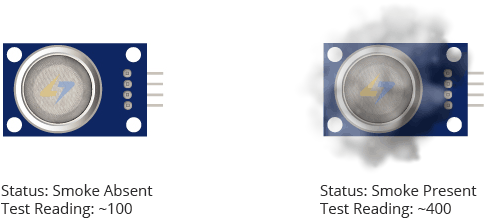 Status: Smoke Absent
Test Reading: ~100
Status: Smoke Present
Test Reading: ~400